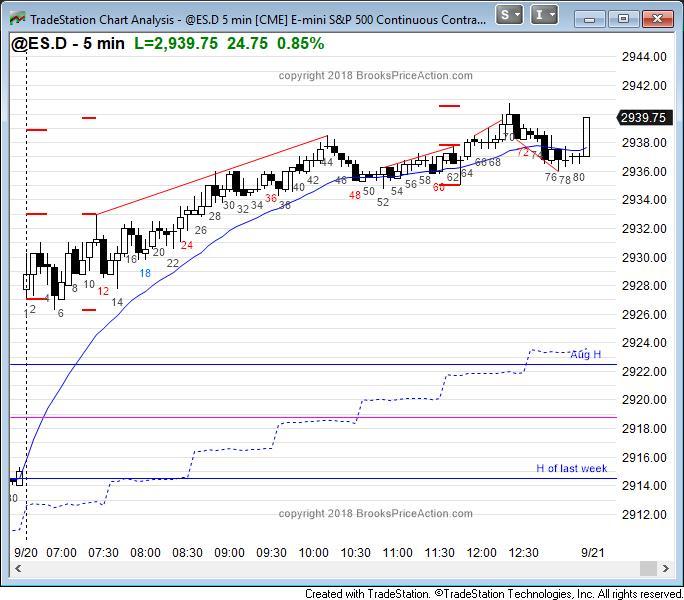 TradeStation Chart Analysis - @ES.D 5 min [CME] E-mini S&P 500 Continuous Contra...
S
I
@ES.D - 5 min L=2,939.75 24.75 0.85%
copyright 2018 BrooksPriceAction.com
2944.00
2942.00
2939.75
2938.00
2936.00
2934.00
2932.00
2930.00
2928.00
2926.00
2924.00
2922.00
2920.00
2918.00
2916.00
2914.00
2912.00
1 2 4 6 8 10 12 14 16 18 20 22 24 26 28 30 32 34 36 38 40 42 44 46 48 50 52 54 56 58 60 62 64 66 68 70 72 74 76 78 80
Aug H
H of last week
copyright 2018 BrooksPriceAction.com
9/20 07:00 07:30 08:00 08:30 09:00 09:30 10:00 10:30 11:00 11:30 12:00 12:30 9/21
Created with TradeStation. ©TradeStation Technologies, Inc. All rights reserved.